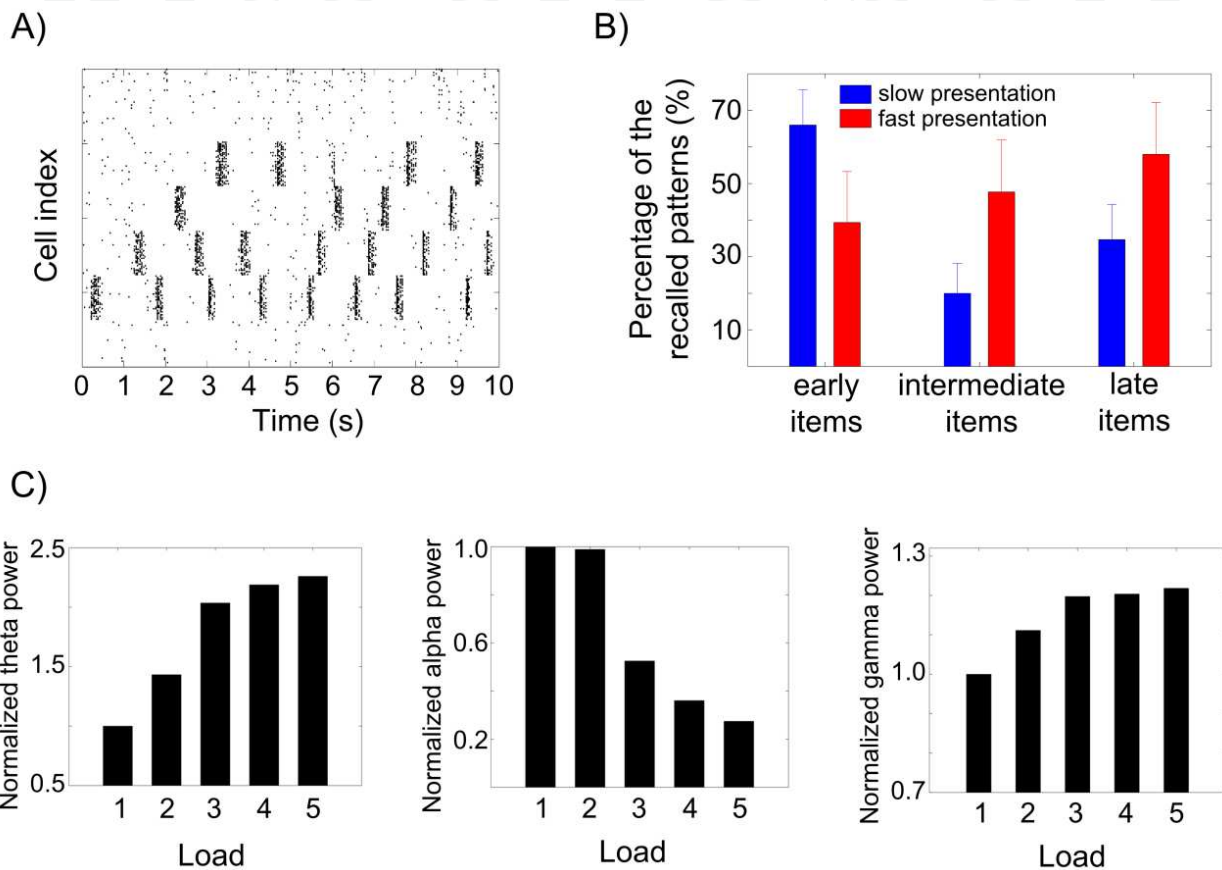 A)
Cell index
0 1 2 3 4 5 6 7 8 9 10
Time (s)
B)
Percentage of the
recalled patterns (%)
70
50
30
10
slow presentation
fast presentation
early
items
intermediate
items
late
items
C)
Normalized theta power
2.5
1.5
0.5
1 2 3 4 5
Load
Normalized alpha power
1.0
0.6
0.2
1 2 3 4 5
Load
Normalized gamma power
1.3
1.0
0.7
1 2 3 4 5
Load